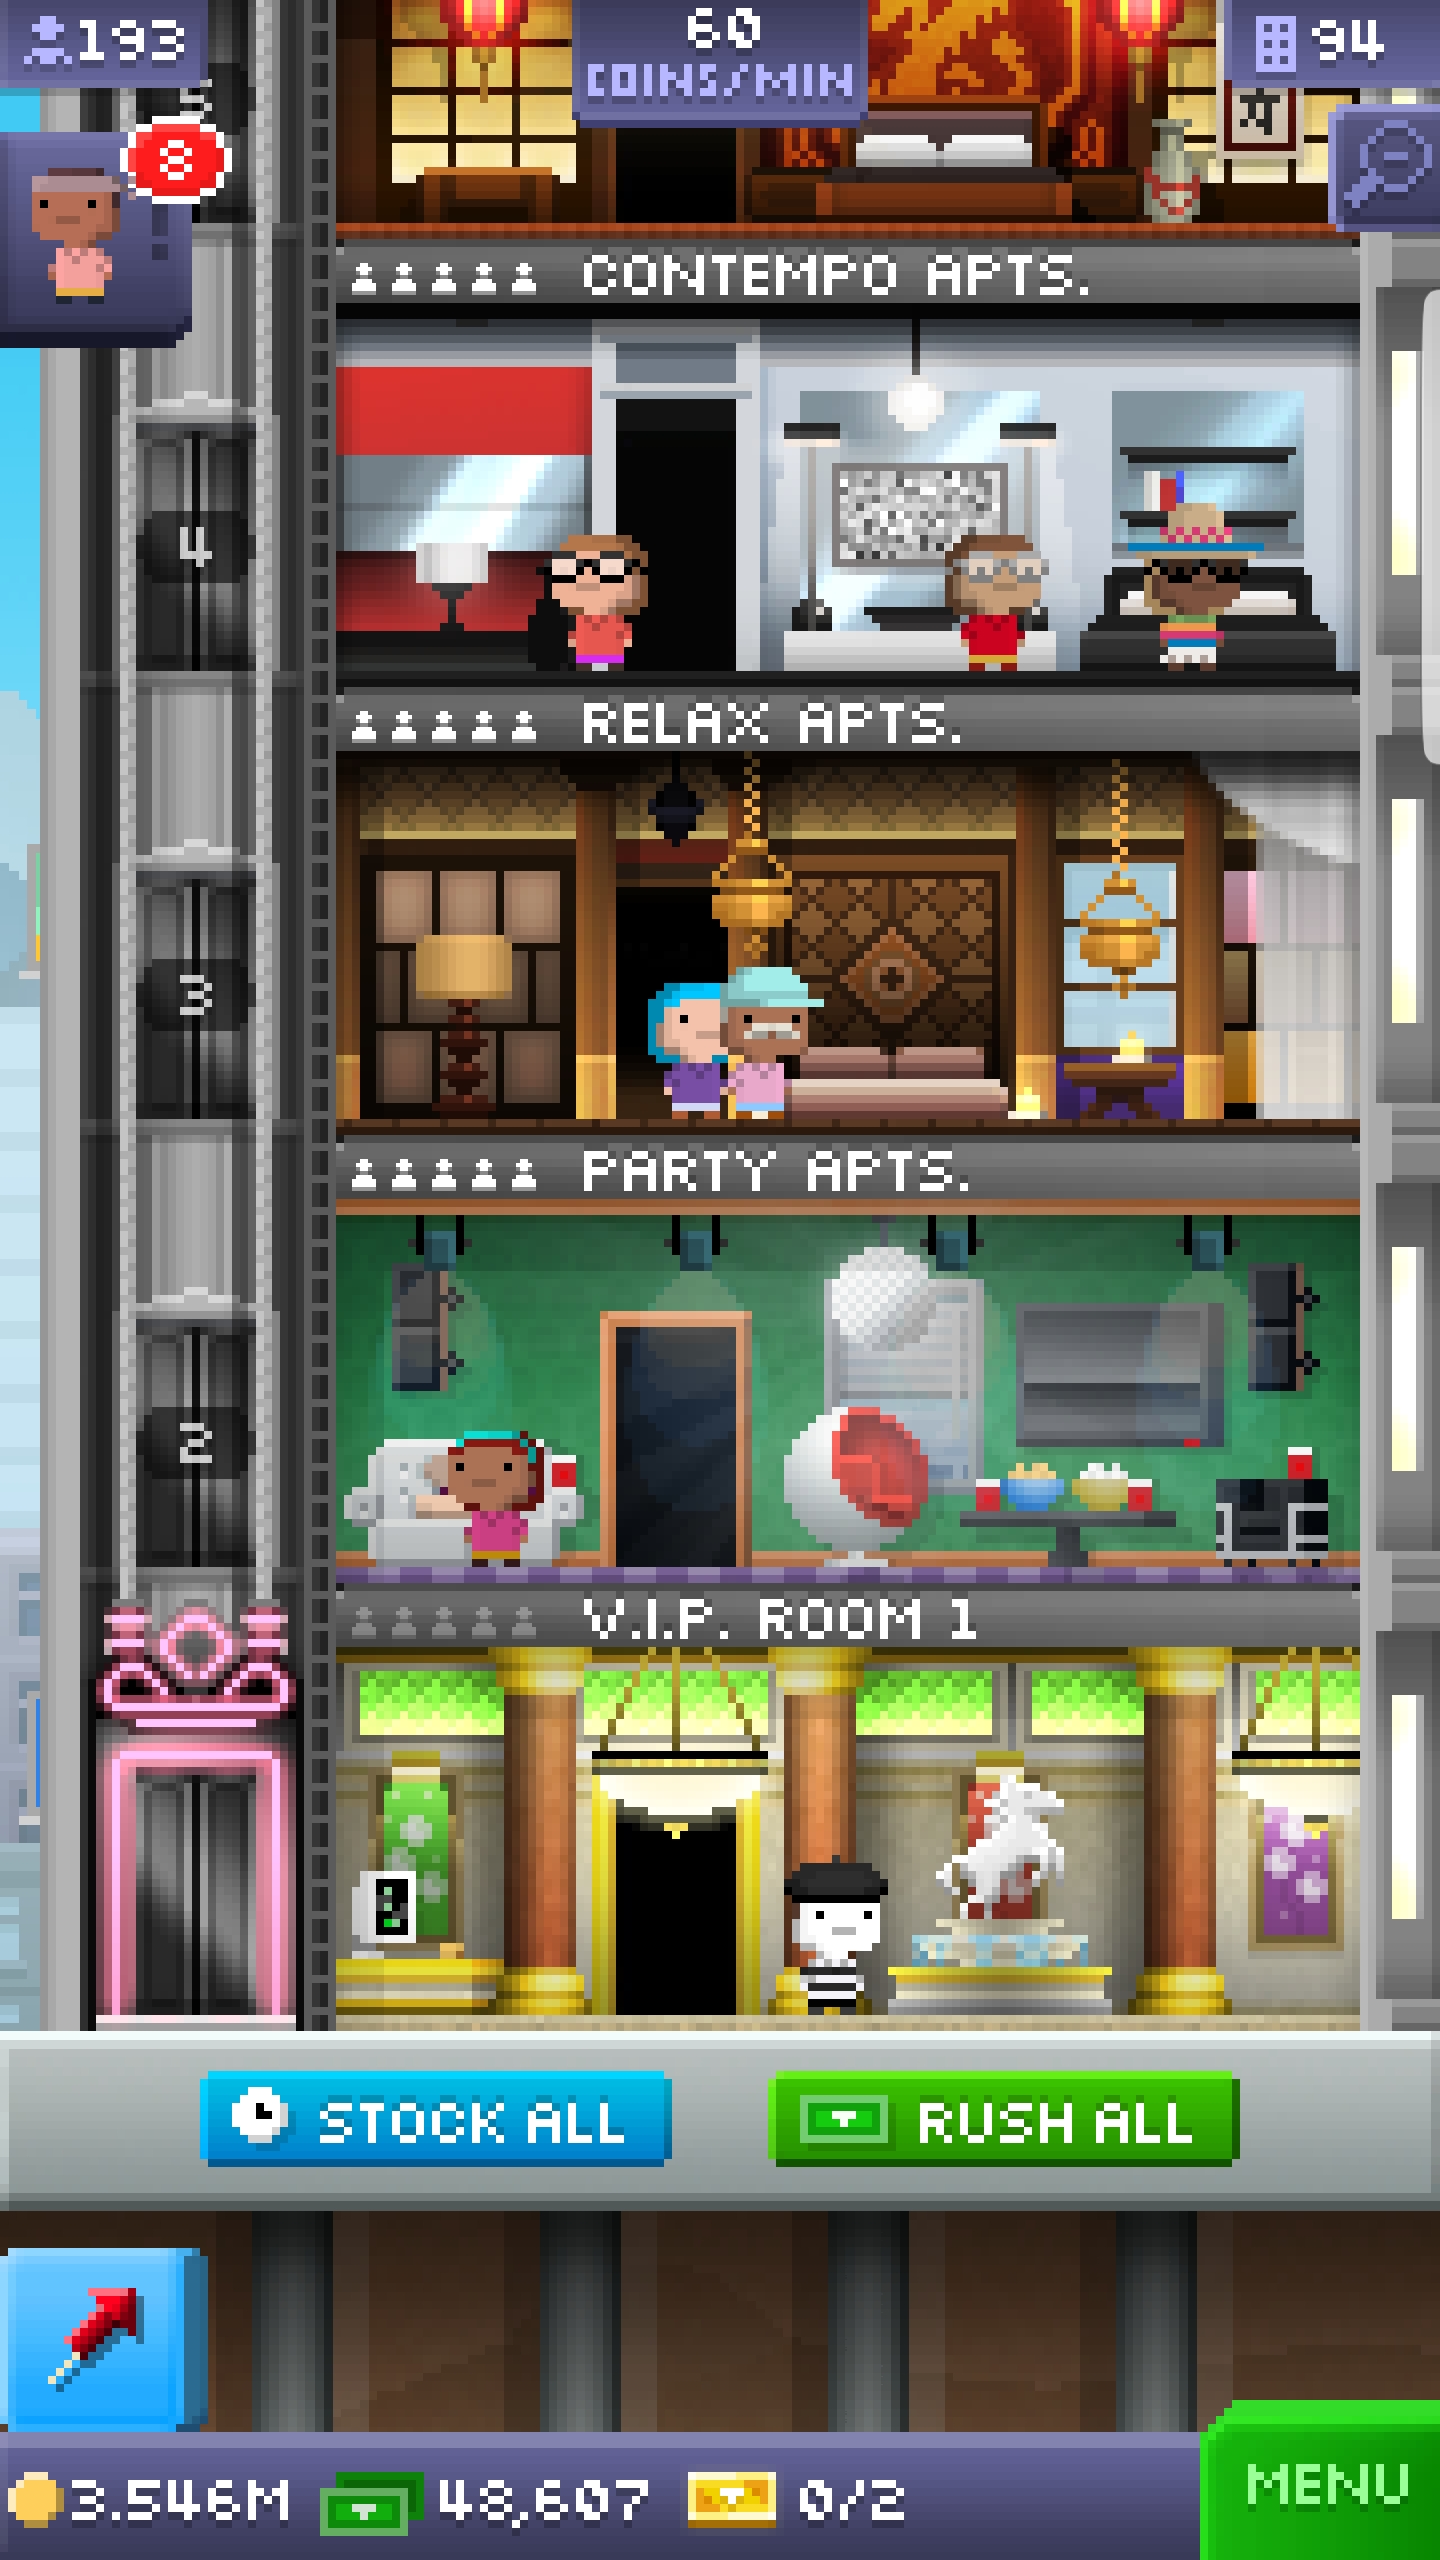 193
60
COINS/MIN
94
5
8
CONTEMPO APTS.
4
RELAX APTS.
3
PARTY APTS.
2
V.I.P. ROOM 1
STOCK ALL
RUSH ALL
3.546M
48,607
0/2
MENU